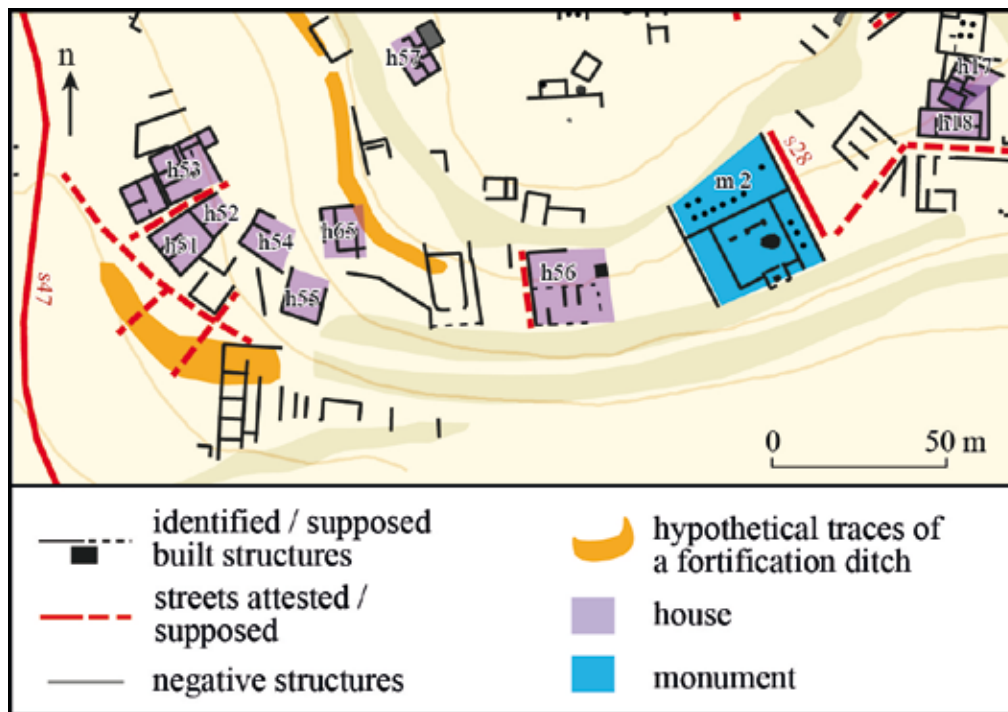 n
h57
h17
h18
s28
m 2
h53
h52
h51
h54
h65
h55
h56
s47
0 50 m
identified / supposed
built structures
streets attested /
supposed
negative structures
hypothetical traces of
a fortification ditch
house
monument